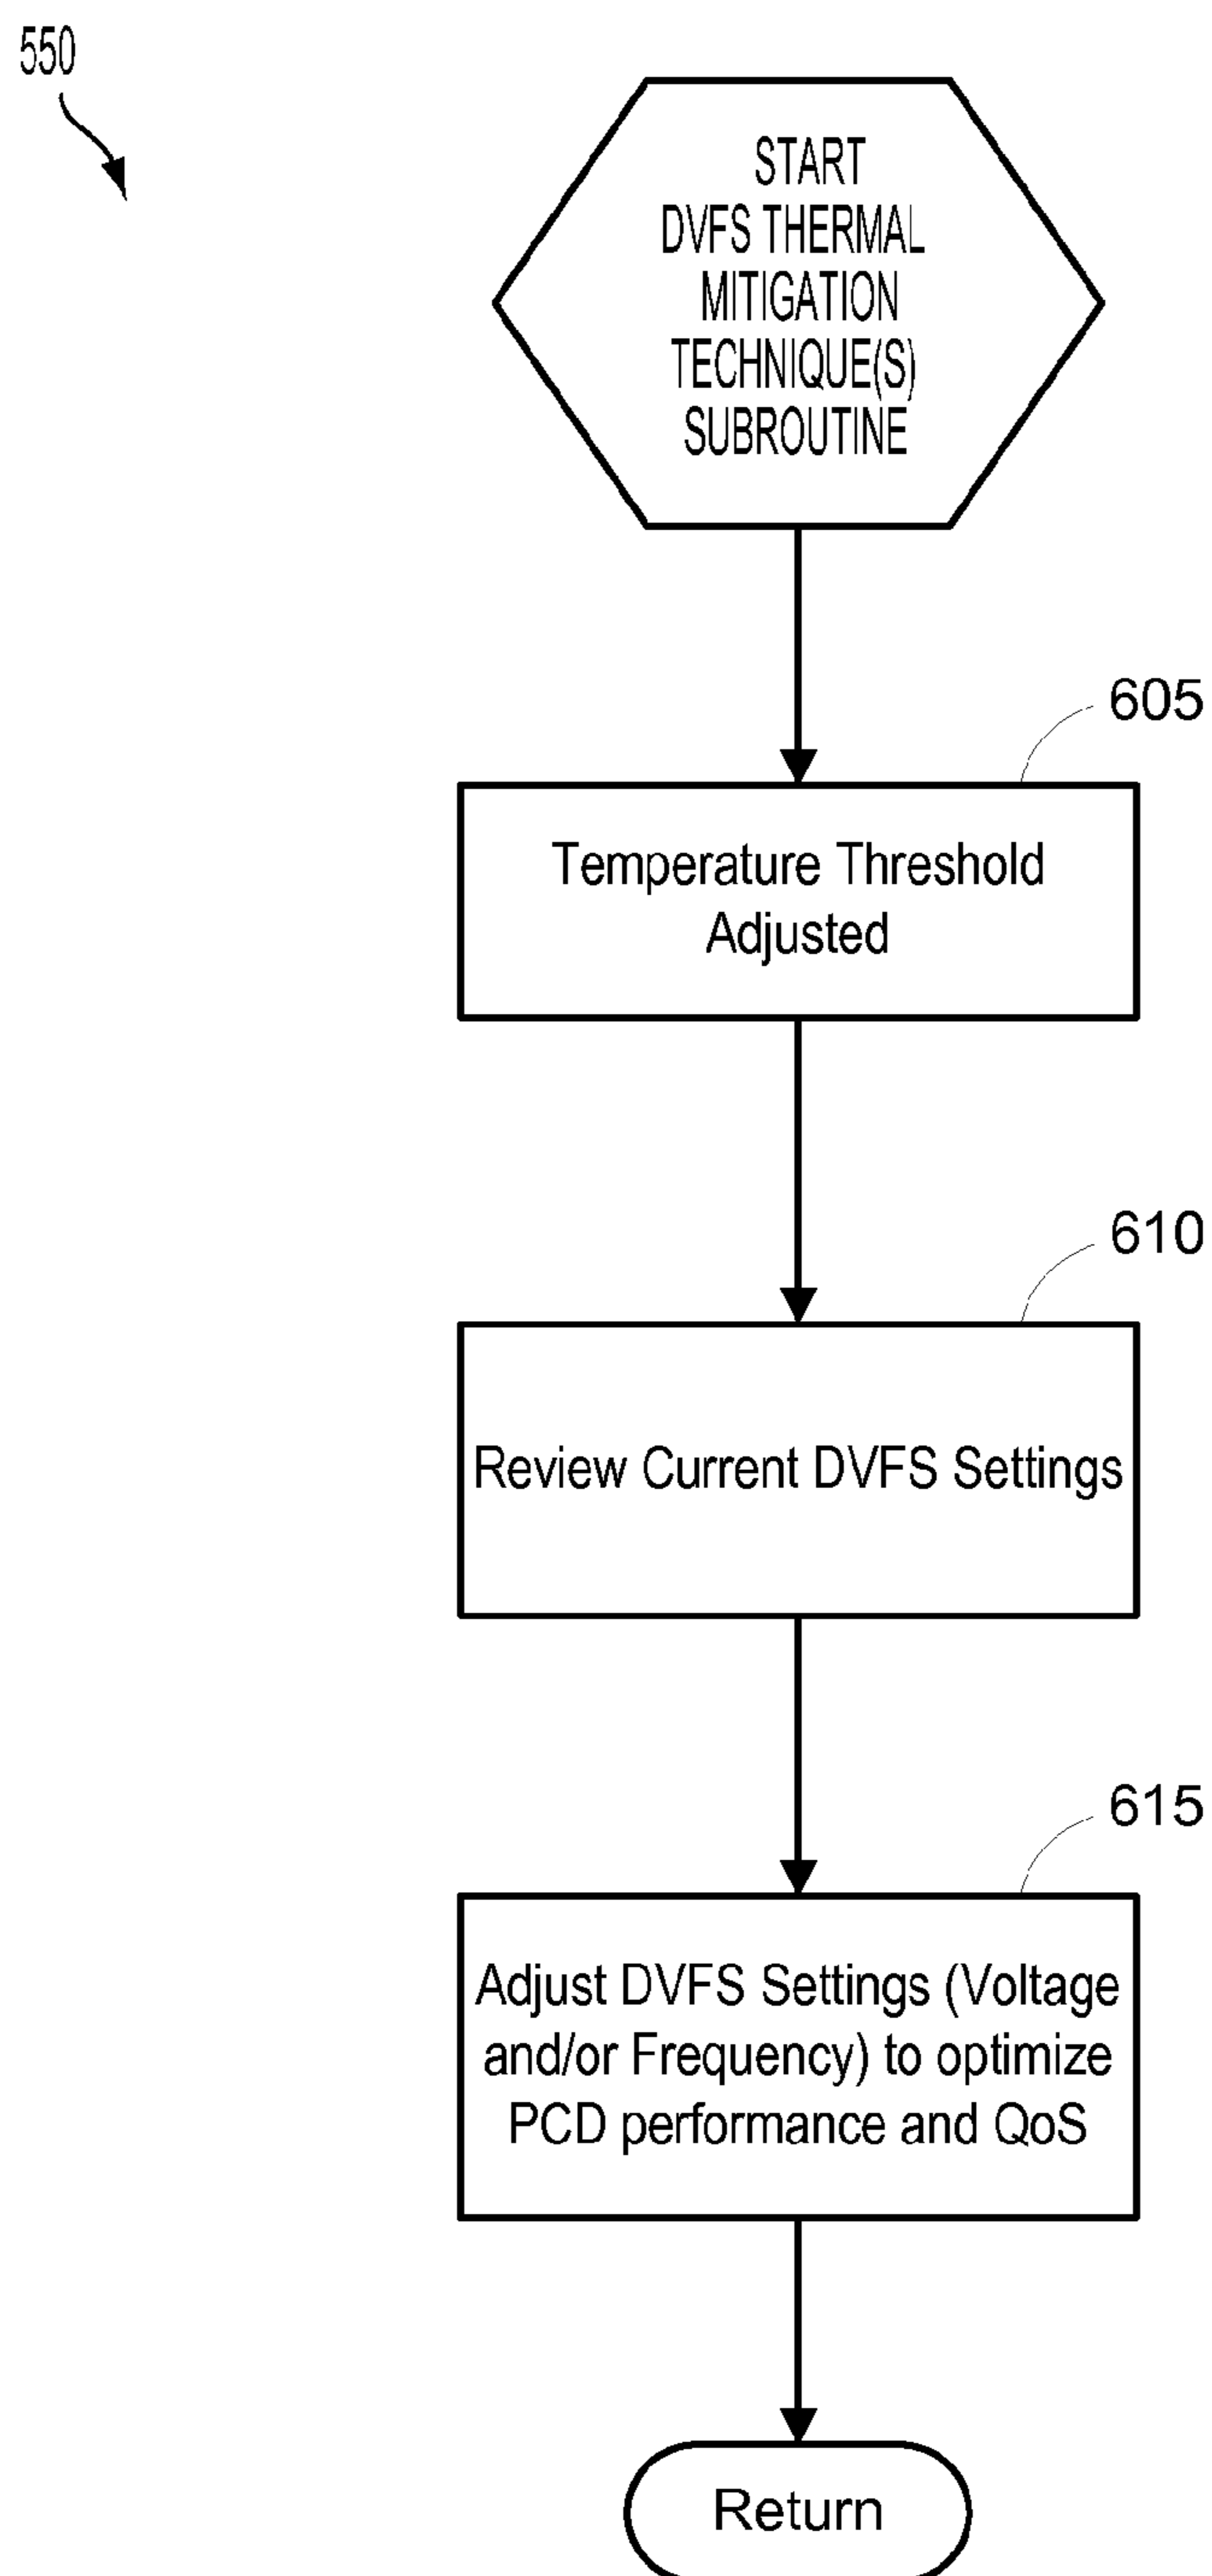 550
START
DVFS THERMAL
MITIGATION
TECHNIQUE(S)
SUBROUTINE
605
Temperature Threshold
Adjusted
610
Review Current DVFS Settings
615
Adjust DVFS Settings (Voltage
and/or Frequency) to optimize
PCD performance and QoS
Return